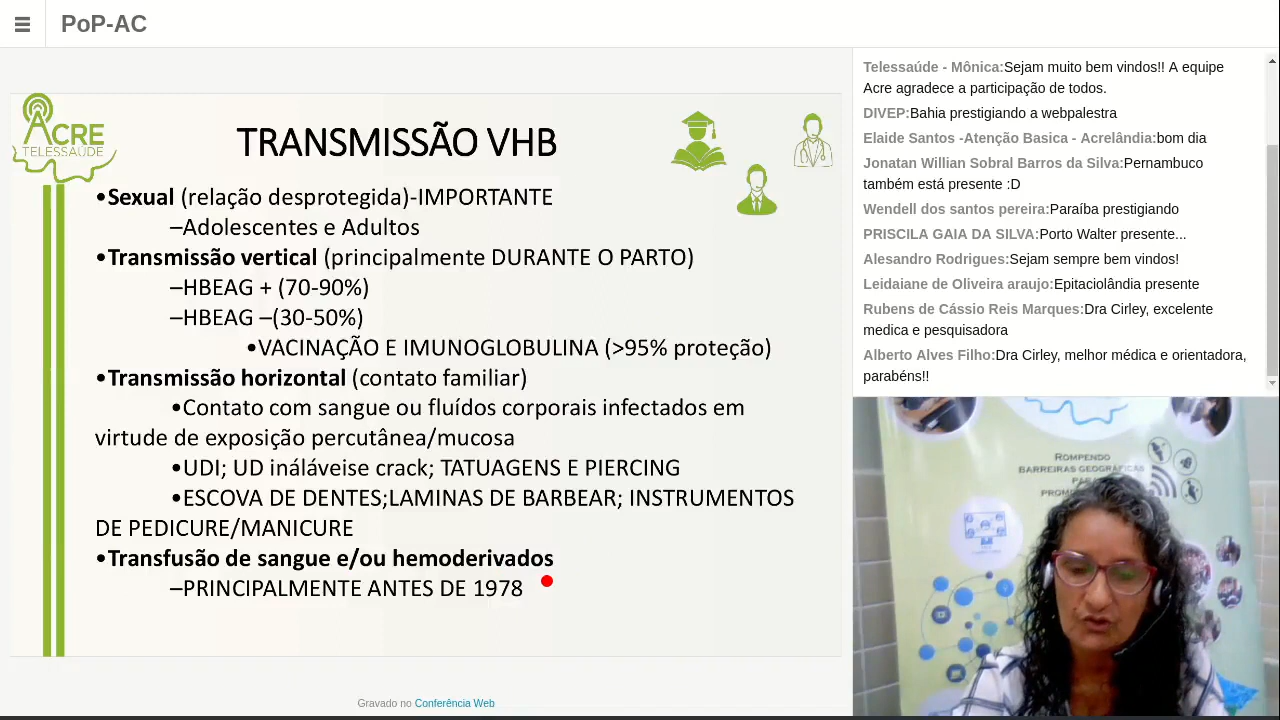 PoP-AC
ACRE
TELESSAÚDE
TRANSMISSÃO VHB
•Sexual (relação desprotegida)-IMPORTANTE
–Adolescentes e Adultos
•Transmissão vertical (principalmente DURANTE O PARTO)
–HBEAG + (70-90%)
–HBEAG –(30-50%)
•VACINAÇÃO E IMUNOGLOBULINA (>95% proteção)
•Transmissão horizontal (contato familiar)
•Contato com sangue ou fluídos corporais infectados em
virtude de exposição percutânea/mucosa
•UDI; UD ináláveise crack; TATUAGENS E PIERCING
•ESCOVA DE DENTES;LAMINAS DE BARBEAR; INSTRUMENTOS
DE PEDICURE/MANICURE
•Transfusão de sangue e/ou hemoderivados
–PRINCIPALMENTE ANTES DE 1978
Gravado no Conferência Web
Telessaúde - Mônica:Sejam muito bem vindos!! A equipe
Acre agradece a participação de todos.
DIVEP:Bahia prestigiando a webpalestra
Elaide Santos -Atenção Basica - Acrelândia:bom dia
Jonatan Willian Sobral Barros da Silva:Pernambuco
também está presente :D
Wendell dos santos pereira:Paraíba prestigiando
PRISCILA GAIA DA SILVA:Porto Walter presente...
Alesandro Rodrigues:Sejam sempre bem vindos!
Leidaiane de Oliveira araujo:Epitaciolândia presente
Rubens de Cássio Reis Marques:Dra Cirley, excelente
medica e pesquisadora
Alberto Alves Filho:Dra Cirley, melhor médica e orientadora,
parabéns!!
ROMPENDO
BARREIRAS GEOGRÁFICAS